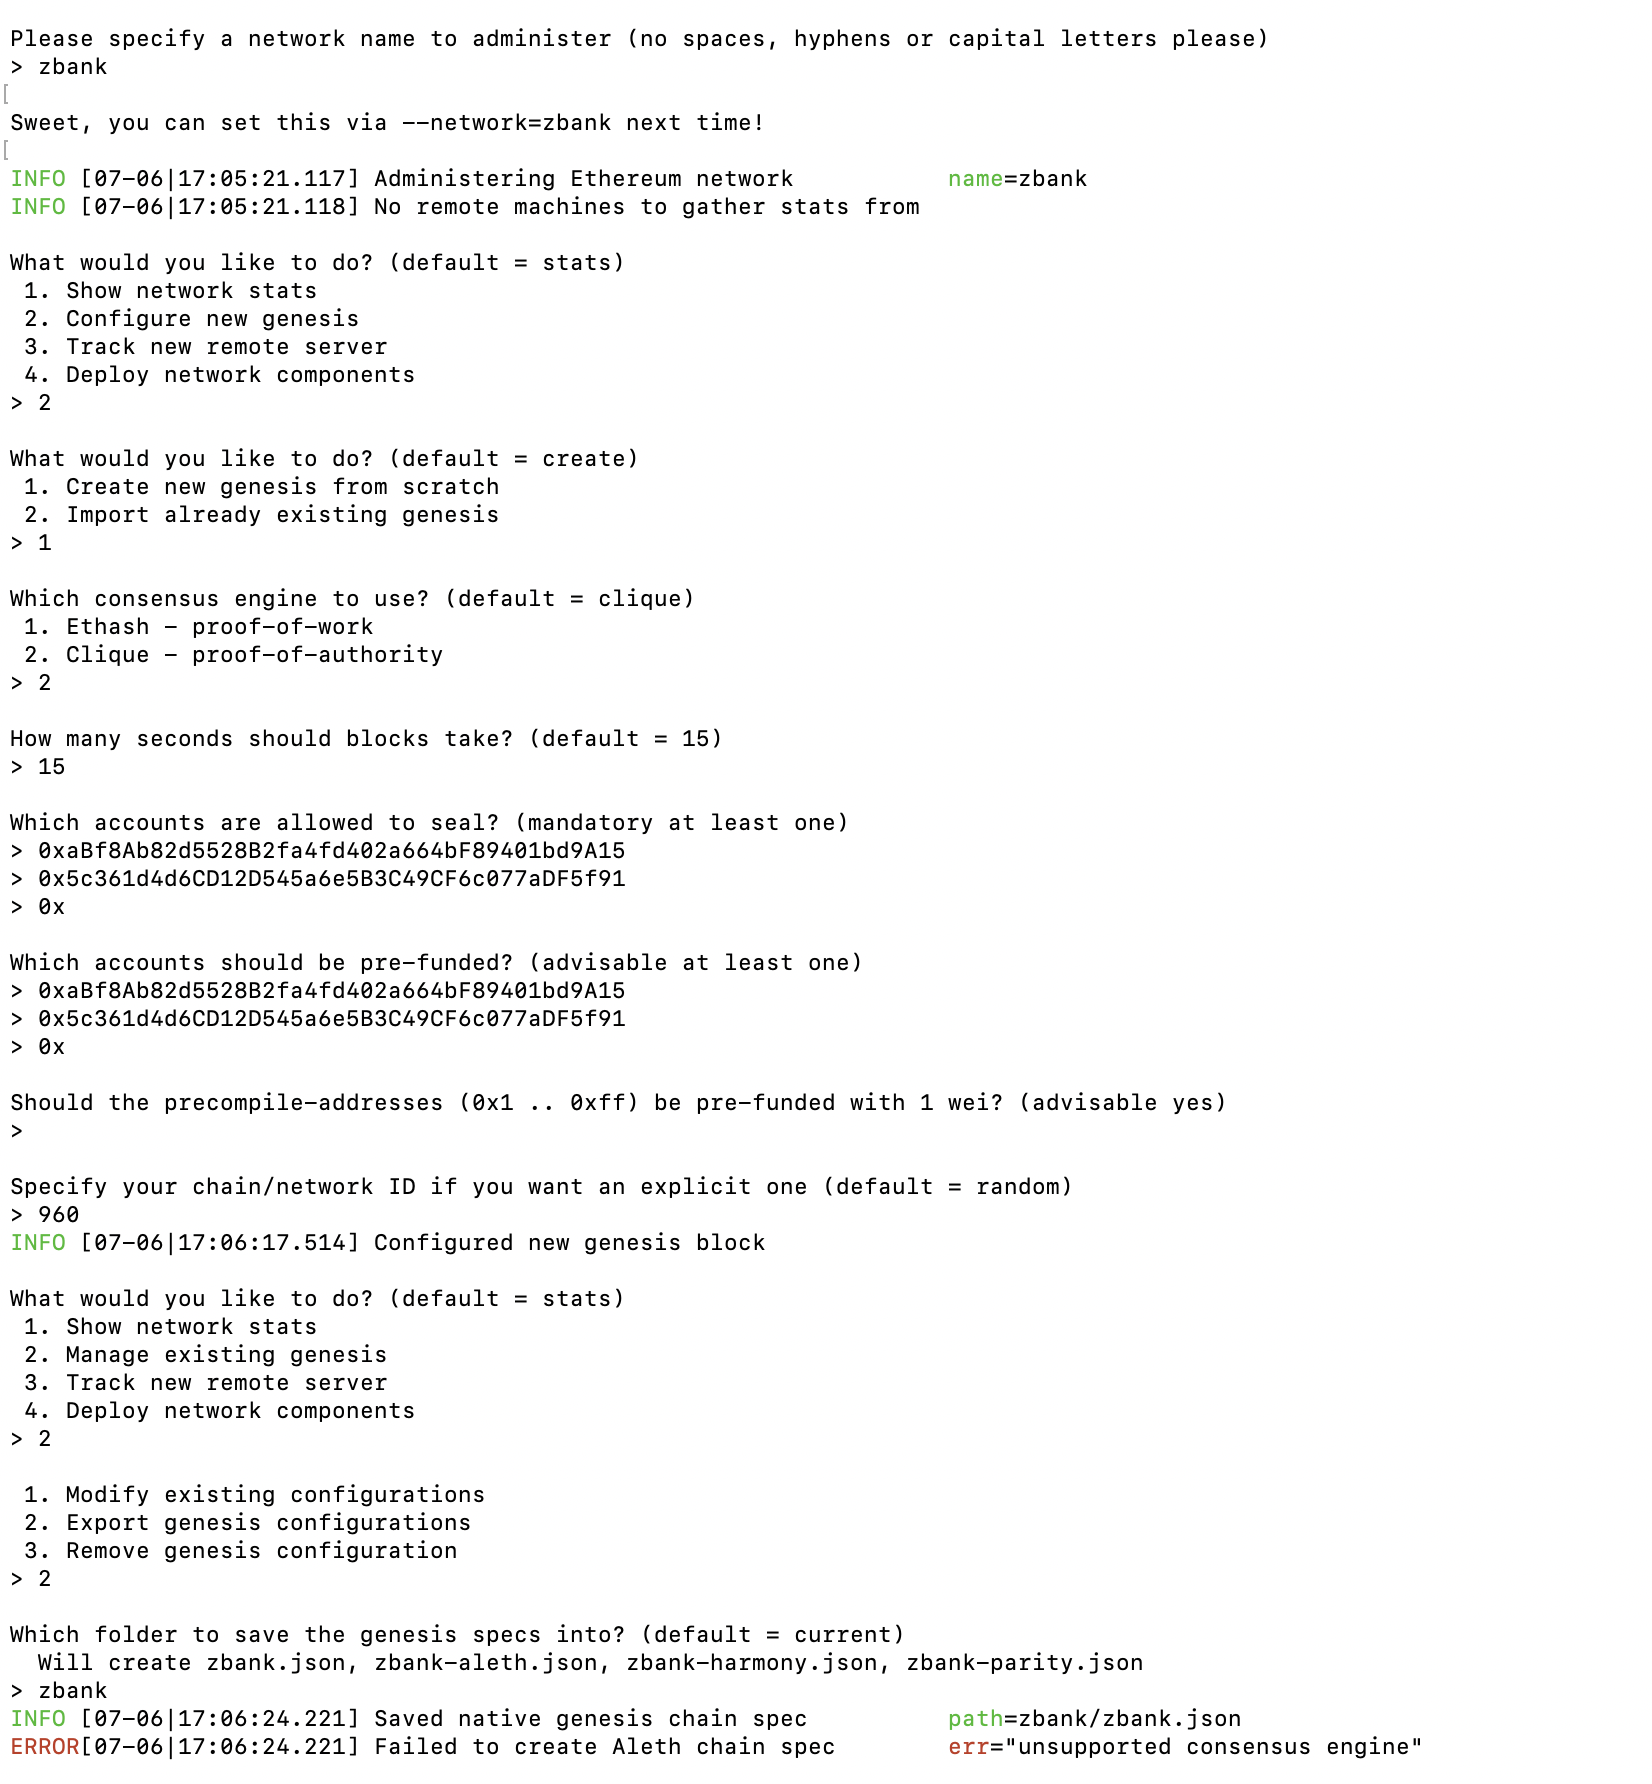 Please specify a network name to administer (no spaces, hyphens or capital letters please)
> zbank
[
Sweet, you can set this via --network=zbank next time!
[
INFO [07-06|17:05:21.117] Administering Ethereum network           name=zbank
INFO [07-06|17:05:21.118] No remote machines to gather stats from
What would you like to do? (default = stats)
1. Show network stats
2. Configure new genesis
3. Track new remote server
4. Deploy network components
> 2
What would you like to do? (default = create)
1. Create new genesis from scratch
2. Import already existing genesis
> 1
Which consensus engine to use? (default = clique)
1. Ethash - proof-of-work
2. Clique - proof-of-authority
> 2
How many seconds should blocks take? (default = 15)
> 15
Which accounts are allowed to seal? (mandatory at least one)
> 0xaBf8Ab82d5528B2fa4fd402a664bF89401bd9A15
> 0x5c361d4d6CD12D545a6e5B3C49CF6c077aDF5f91
> 0x
Which accounts should be pre-funded? (advisable at least one)
> 0xaBf8Ab82d5528B2fa4fd402a664bF89401bd9A15
> 0x5c361d4d6CD12D545a6e5B3C49CF6c077aDF5f91
> 0x
Should the precompile-addresses (0x1 .. 0xff) be pre-funded with 1 wei? (advisable yes)
>
Specify your chain/network ID if you want an explicit one (default = random)
> 960
INFO [07-06|17:06:17.514] Configured new genesis block
What would you like to do? (default = stats)
1. Show network stats
2. Manage existing genesis
3. Track new remote server
4. Deploy network components
> 2
1. Modify existing configurations
2. Export genesis configurations
3. Remove genesis configuration
> 2
Which folder to save the genesis specs into? (default = current)
Will create zbank.json, zbank-aleth.json, zbank-harmony.json, zbank-parity.json
> zbank
INFO [07-06|17:06:24.221] Saved native genesis chain spec          path=zbank/zbank.json
ERROR[07-06|17:06:24.221] Failed to create Aleth chain spec        err="unsupported consensus engine"